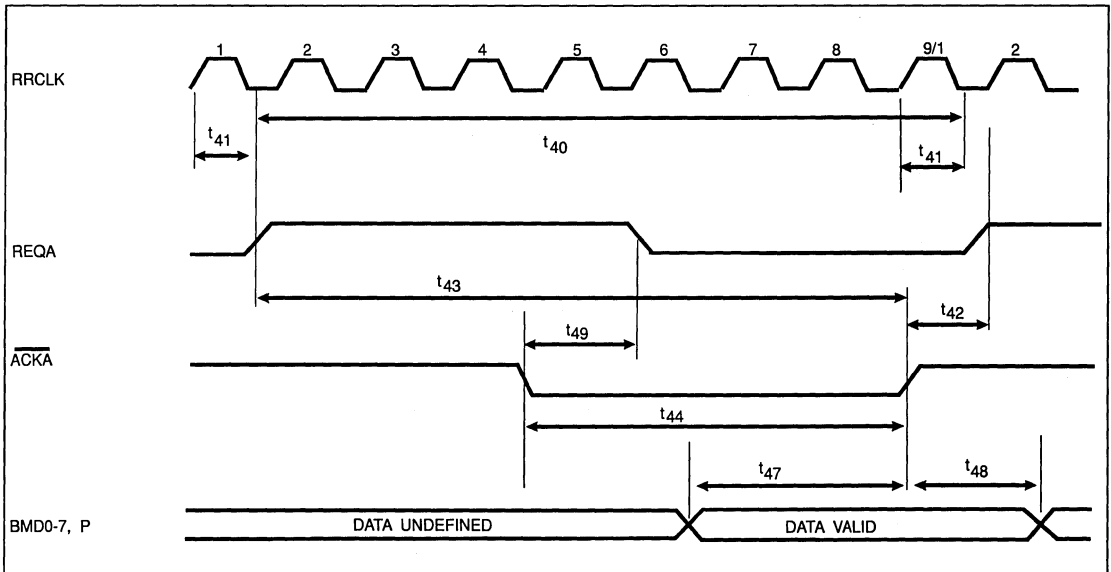 1 2 3 4 5 6 7 8 9/1 2
RRCLK
t41 t40 t41
REQA
t43
t42
t49
ACKA
t44
t47 t48
BMD0-7, P DATA UNDEFINED DATA VALID